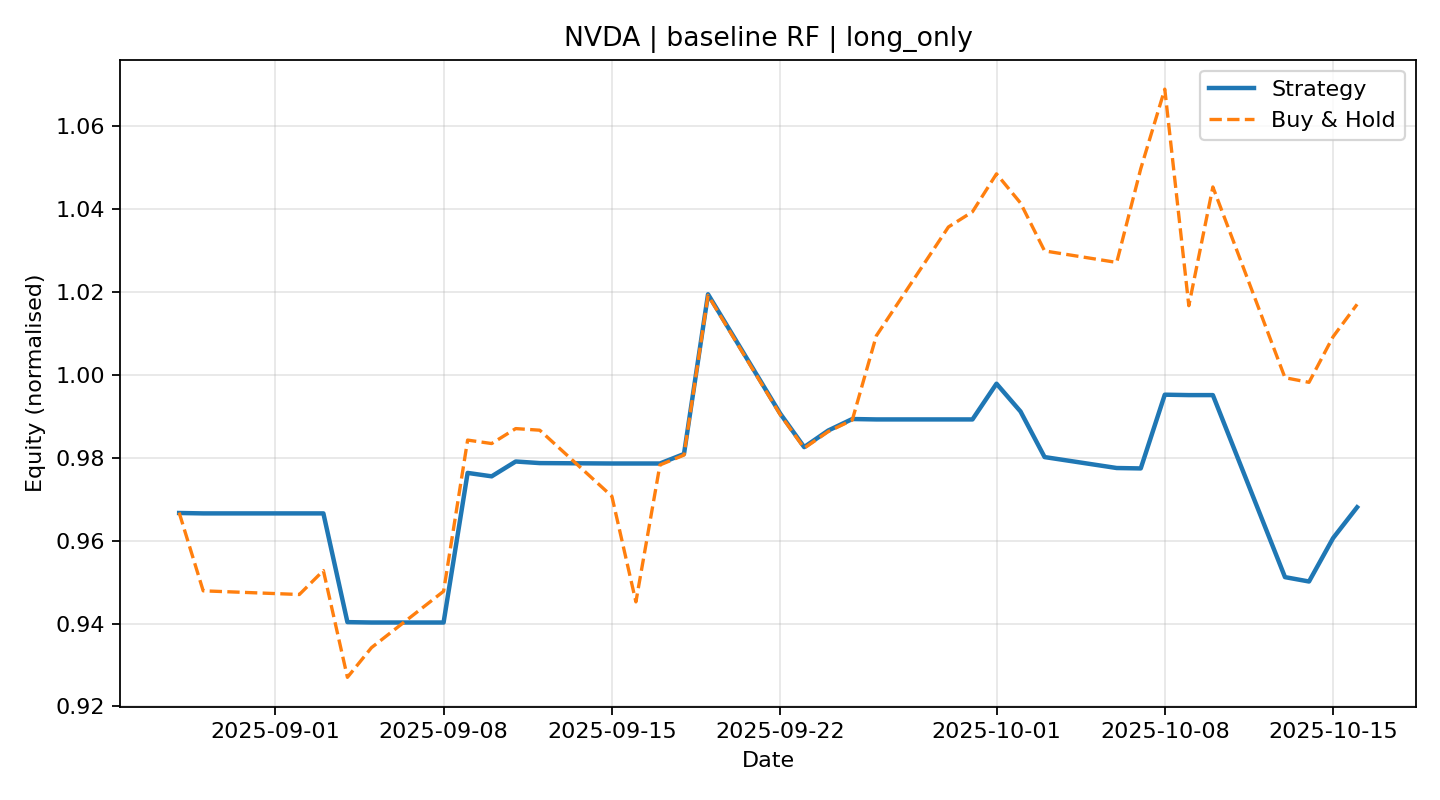 NVDA | baseline RF | long_only
Strategy
Buy & Hold
Equity (normalised)
1.06
1.04
1.02
1.00
0.98
0.96
0.94
0.92
2025-09-01 2025-09-08 2025-09-15 2025-09-22 2025-10-01 2025-10-08 2025-10-15
Date